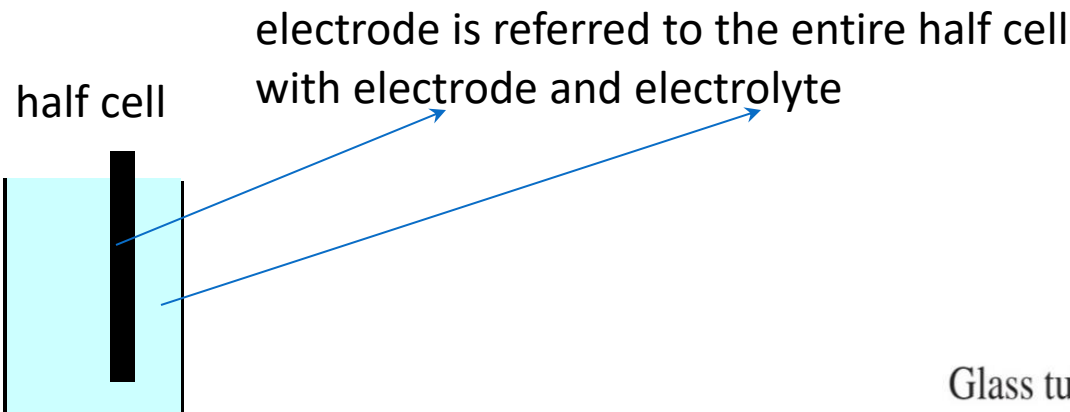 electrode is referred to the entire half cell
with electrode and electrolyte
half cell
Glass tu